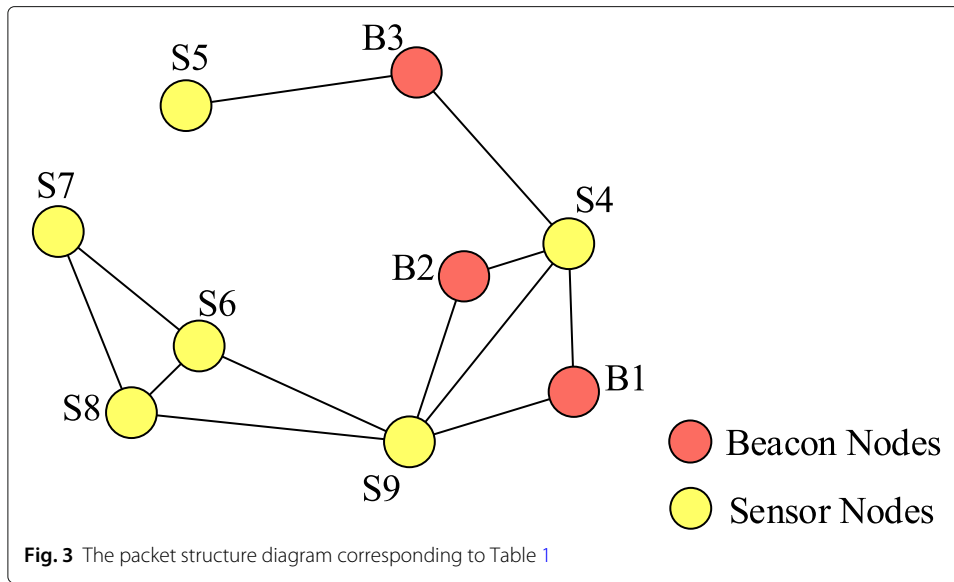 B3
S5
S7
S4
B2
S6
B1
S8
Beacon Nodes
S9
Sensor Nodes
Fig. 3 The packet structure diagram corresponding to Table 1